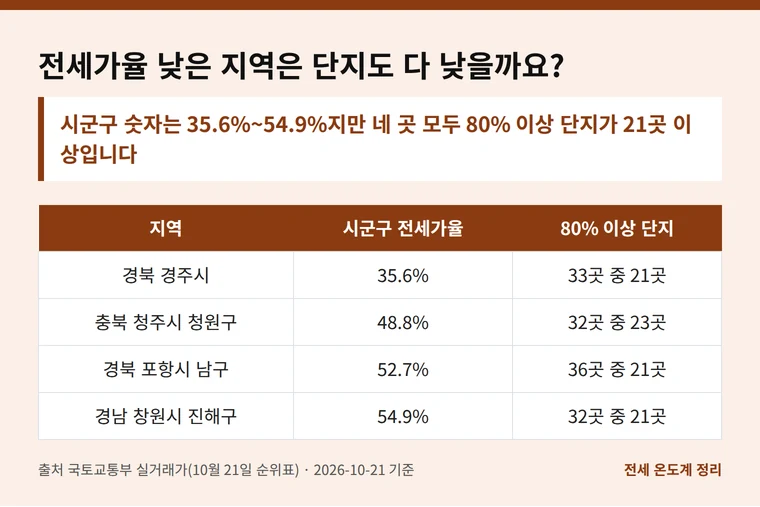 전세가율 낮은 지역은 단지도 다 낮을까요?
시군구 숫자는 35.6%~54.9%지만 네 곳 모두 80% 이상 단지가 21곳 이
상입니다
지역 시군구 전세가율 80% 이상 단지
경북 경주시 35.6% 33곳 중 21곳
충북 청주시 청원구 48.8% 32곳 중 23곳
경북 포항시 남구 52.7% 36곳 중 21곳
경남 창원시 진해구 54.9% 32곳 중 21곳
출처 국토교통부 실거래가(10월 21일 순위표) · 2026-10-21 기준 전세 온도계 정리